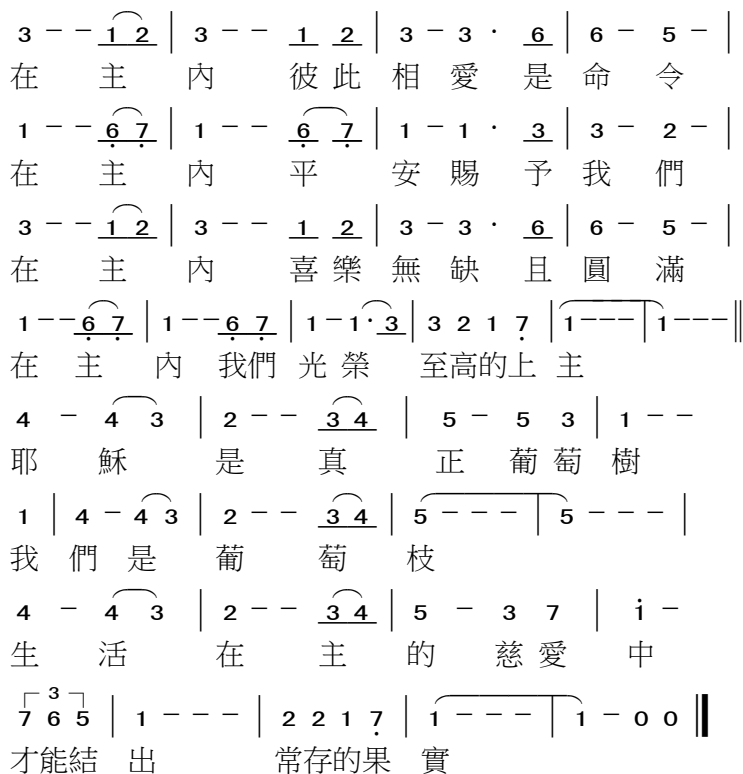 3 － － 1 2 | 3 － － 1 2 | 3 － 3 · 6 | 6 － 5 － |
在 主 內 彼 此 相 愛 是 命 令
1 － － 6̣ 7̣ | 1 － － 6̣ 7̣ | 1 － 1 · 3 | 3 － 2 － |
在 主 內 平 安 賜 予 我 們
3 － － 1 2 | 3 － － 1 2 | 3 － 3 · 6 | 6 － 5 － |
在 主 內 喜 樂 無 缺 且 圓 滿
1 － － 6̣ 7̣ | 1 － － 6̣ 7̣ | 1 － 1 · 3 | 3 2 1 7̣ | 1 － － － | 1 － － － ‖
在 主 內 我們 光 榮 至高的上 主
4 － 4 3 | 2 － － 3 4 | 5 － 5 3 | 1 － －
耶 穌 是 真 正 葡 萄 樹
1 | 4 － 4 3 | 2 － － 3 4 | 5 － － － | 5 － － － |
我 們 是 葡 萄 枝
4 － 4 3 | 2 － － 3 4 | 5 － 3 7 | i －
生 活 在 主 的 慈 愛 中
3
7 6 5 | 1 － － － | 2 2 1 7̣ | 1 － － － | 1 － 0 0 ‖
才能結 出 常存的果 實